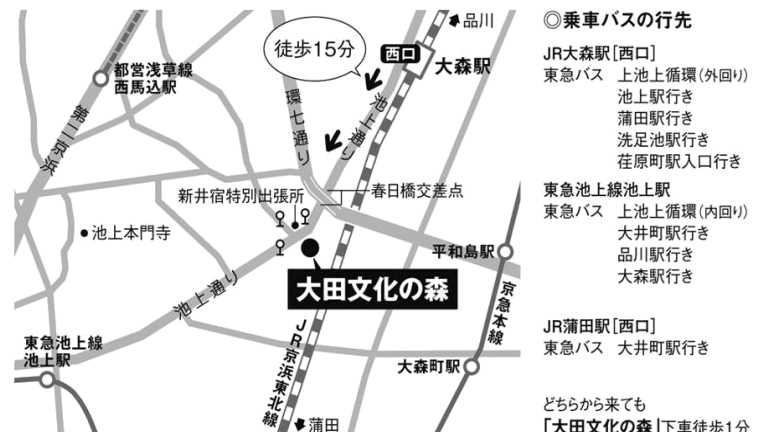 品川
徒歩15分
西口
大森駅
都営浅草線
西馬込駅
第二京浜
環七通り
池上通り
新井宿特別出張所
春日橋交差点
池上本門寺
平和島駅
大田文化の森
池上通り
京急本線
JR京浜東北線
東急池上線
池上駅
大森町駅
蒲田
◎乗車バスの行先
JR大森駅[西口]
東急バス 上池上循環(外回り)
池上駅行き
蒲田駅行き
洗足池駅行き
荏原町駅入口行き
東急池上線池上駅
東急バス 上池上循環(内回り)
大井町駅行き
品川駅行き
大森駅行き
JR蒲田駅[西口]
東急バス 大井町駅行き
どちらから来ても
「大田文化の森」下車徒歩1分